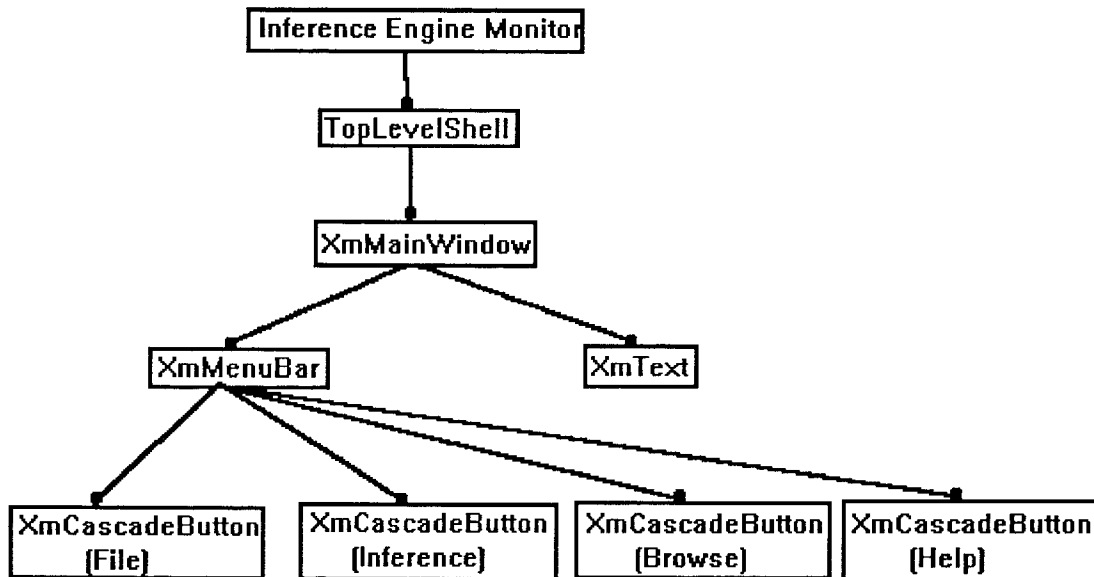 Inference Engine Monitor
TopLevelShell
XmMainWindow
XmMenuBar
XmText
XmCascadeButton
(File)
XmCascadeButton
(Inference)
XmCascadeButton
(Browse)
XmCascadeButton
(Help)